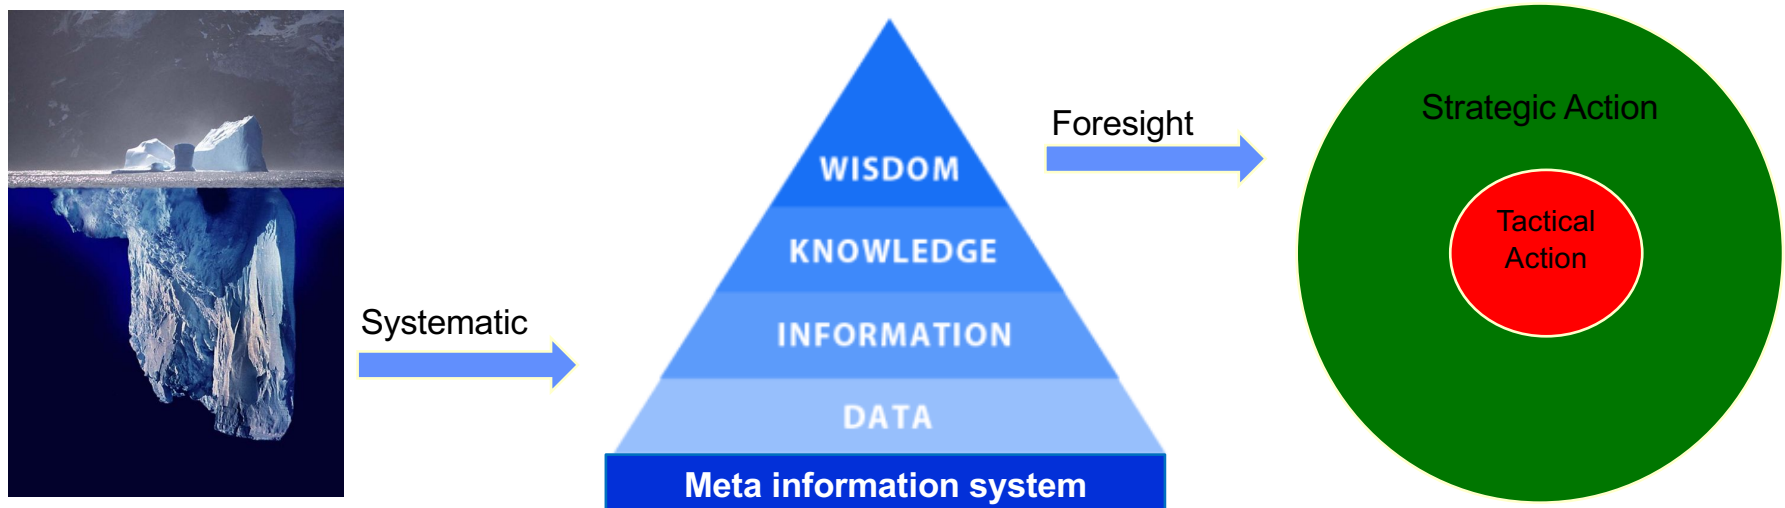 Systematic
WISDOM
KNOWLEDGE
INFORMATION
DATA
Meta information system
Foresight
Strategic Action
Tactical
Action